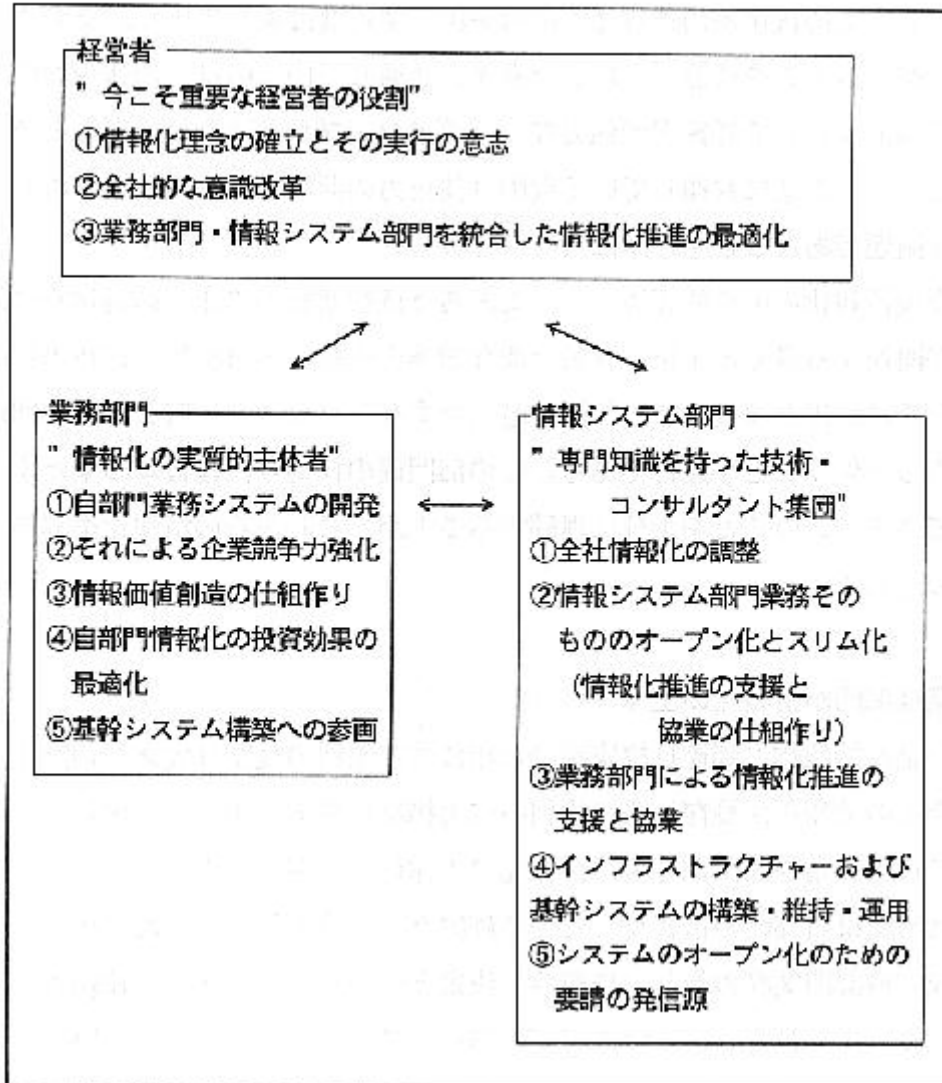 経営者
" 今こそ重要な経営者の役割"
①情報化理念の確立とその実行の意志
②全社的な意識改革
③業務部門・情報システム部門を統合した情報化推進の最適化
業務部門
" 情報化の実質的主体者"
①自部門業務システムの開発
②それによる企業競争力強化
③情報価値創造の仕組作り
④自部門情報化の投資効果の
最適化
⑤基幹システム構築への参画
情報システム部門
" 専門知識を持った技術・
コンサルタント集団"
①全社情報化の調整
②情報システム部門業務その
もののオープン化とスリム化
(情報化推進の支援と
協業の仕組作り)
③業務部門による情報化推進の
支援と協業
④インフラストラクチャーおよび
基幹システムの構築・維持・運用
⑤システムのオープン化のための
要請の発信源